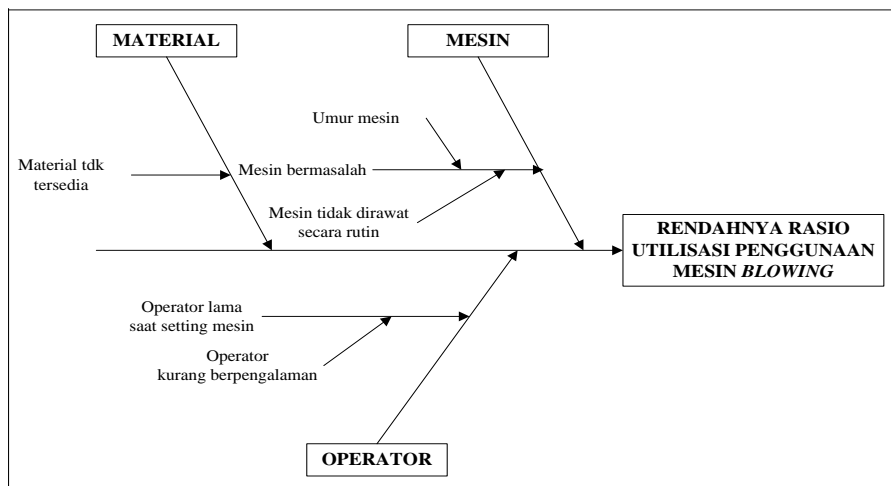 MATERIAL
MESIN
Umur mesin
Material tdk
tersedia
Mesin bermasalah
Mesin tidak dirawat
secara rutin
RENDAHNYA RASIO
UTILISASI PENGGUNAAN
MESIN BLOWING
Operator lama
saat setting mesin
Operator
kurang berpengalaman
OPERATOR